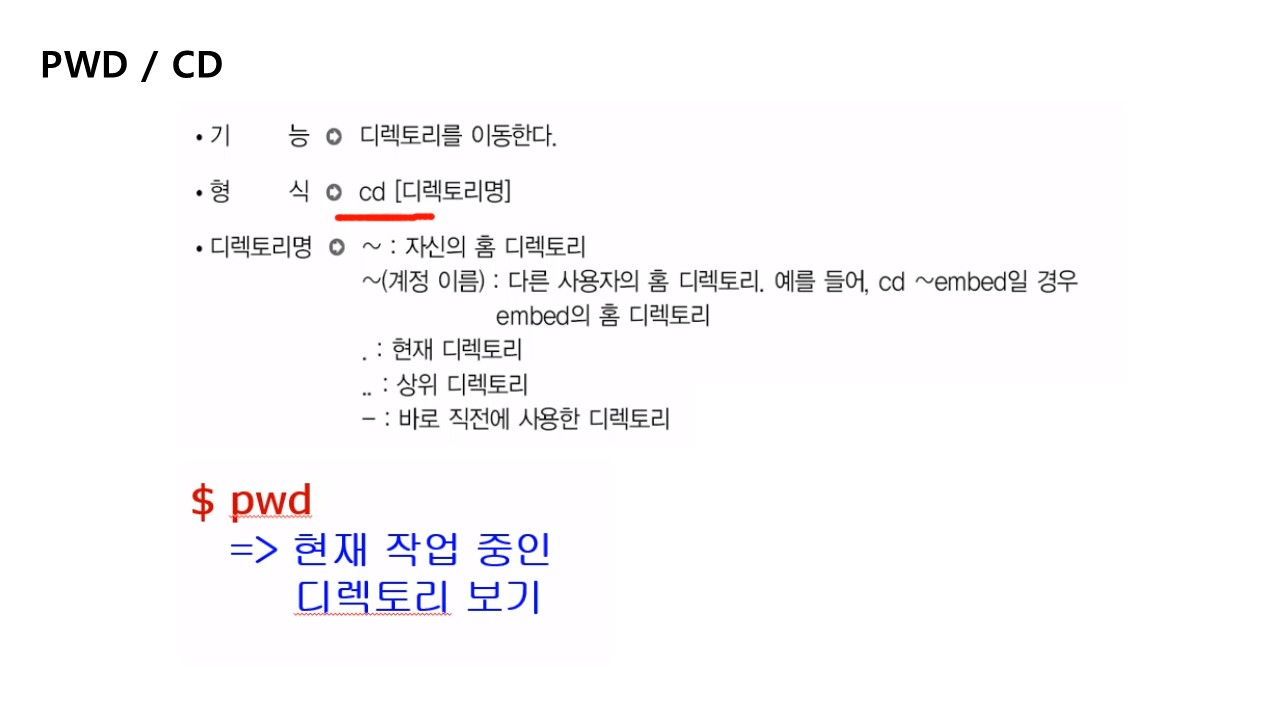 PWD / CD
• 기 능 ➲ 디렉토리를 이동한다.
• 형 식 ➲ cd [디렉토리명]
• 디렉토리명 ➲ ~ : 자신의 홈 디렉토리
~(계정 이름) : 다른 사용자의 홈 디렉토리. 예를 들어, cd ~embed일 경우
embed의 홈 디렉토리
. : 현재 디렉토리
.. : 상위 디렉토리
– : 바로 직전에 사용한 디렉토리
$ pwd
=> 현재 작업 중인
디렉토리 보기